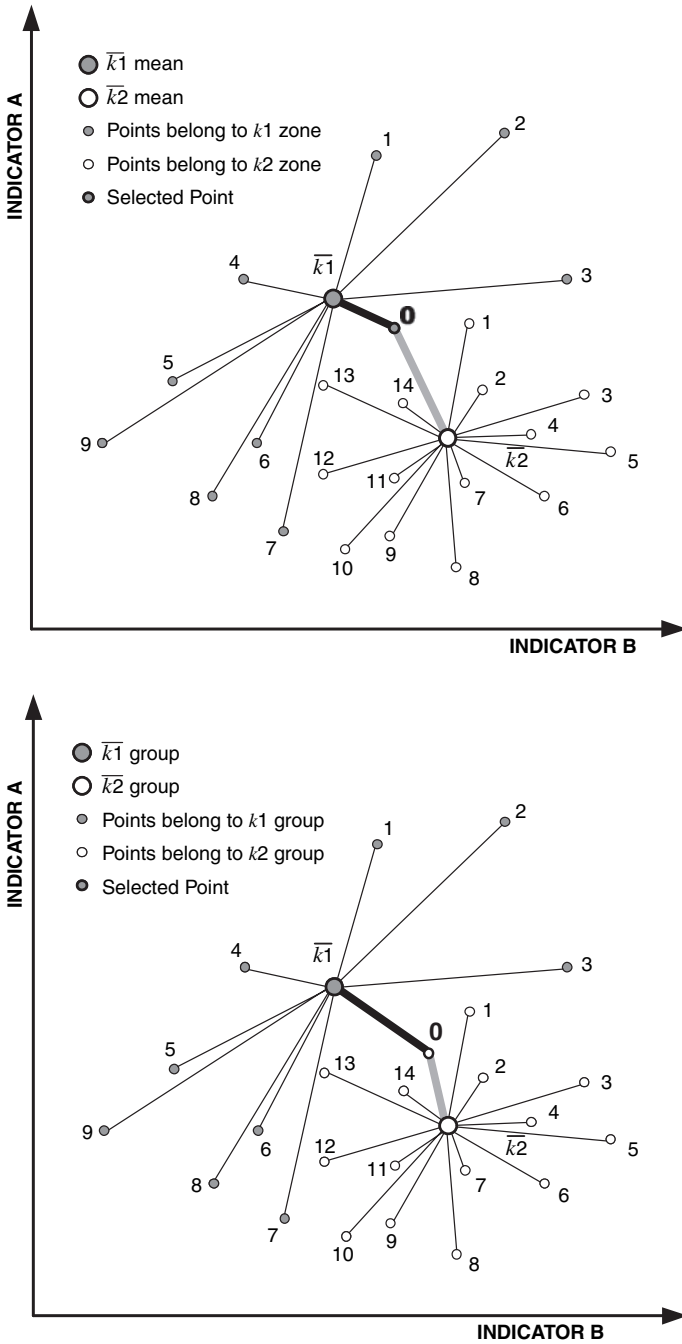 INDICATOR A
k̅1̅ mean
k̅2̅ mean
Points belong to k1 zone
Points belong to k2 zone
Selected Point
1
2
4
k̅1̅
3
0
1
5
13
14
2
3
4
9
6
12
11
k̅2̅
5
8
7
6
7
10
9
8
INDICATOR B
INDICATOR A
k̅1̅ group
k̅2̅ group
Points belong to k1 group
Points belong to k2 group
Selected Point
1
2
4
k̅1̅
3
0
1
5
13
14
2
3
4
9
6
12
11
k̅2̅
5
8
7
6
7
10
9
8
INDICATOR B